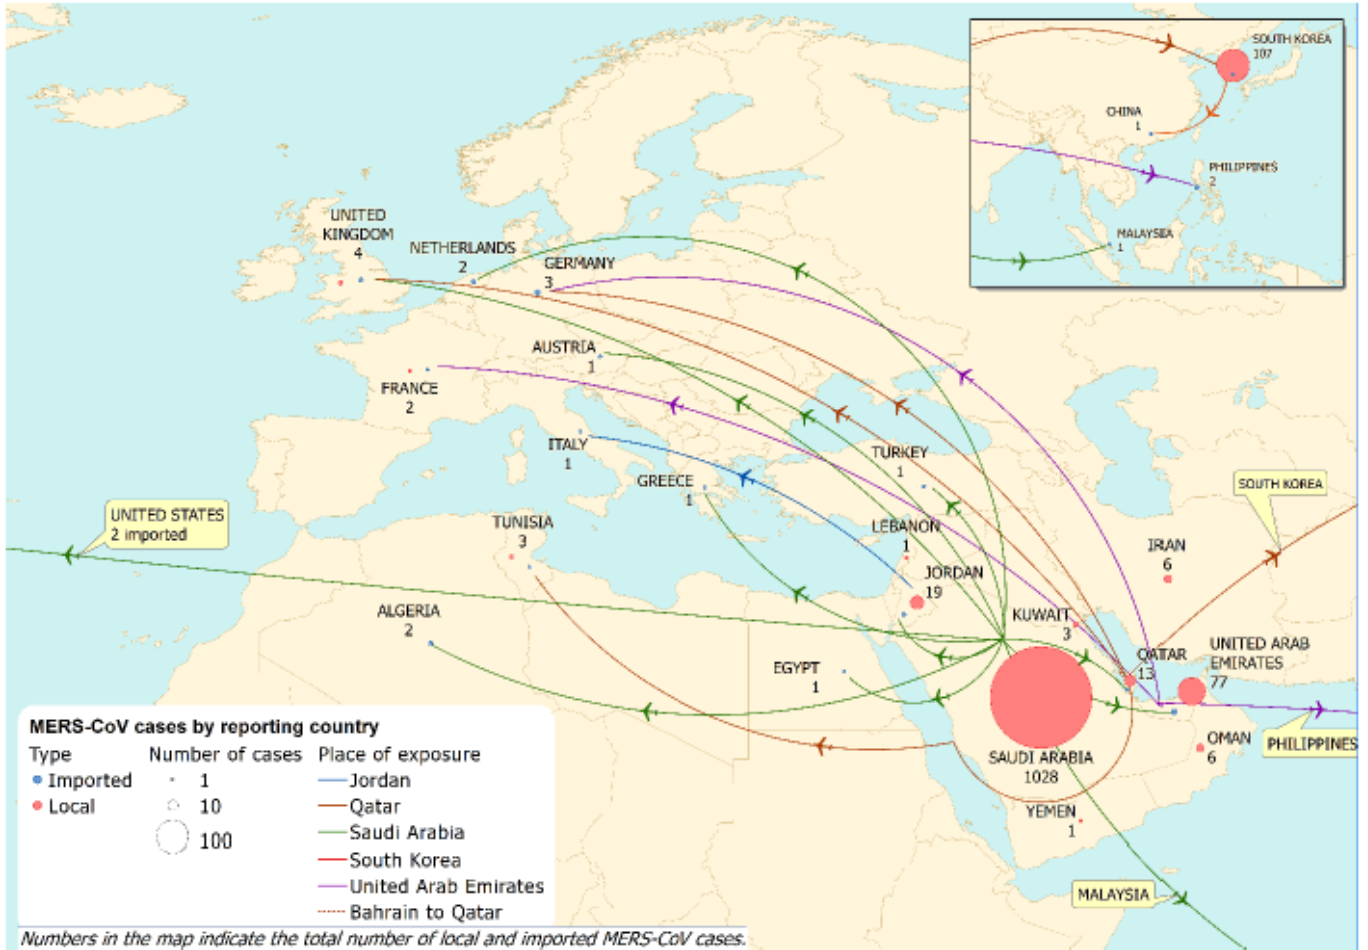 SOUTH KOREA
107
CHINA
1
PHILIPPINES
2
MALAYSIA
1
UNITED
KINGDOM
4
NETHERLANDS
2
GERMANY
3
AUSTRIA
1
FRANCE
2
ITALY
1
GREECE
1
TURKEY
1
SOUTH KOREA
UNITED STATES
2 imported
TUNISIA
3
LEBANON
1
IRAN
6
JORDAN
19
ALGERIA
2
KUWAIT
3
EGYPT
1
QATAR
13
UNITED ARAB
EMIRATES
77
SAUDI ARABIA
1028
OMAN
6
PHILIPPINES
YEMEN
1
MALAYSIA
MERS-CoV cases by reporting country
Type Number of cases Place of exposure
Imported 1 Jordan
Local 10 Qatar
100 Saudi Arabia
South Korea
United Arab Emirates
Bahrain to Qatar
Numbers in the map indicate the total number of local and imported MERS-CoV cases.